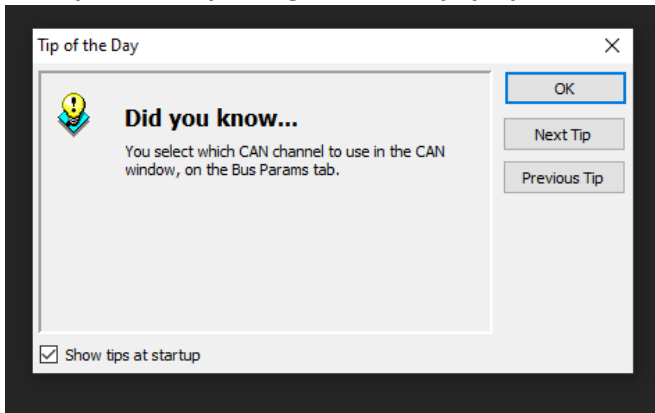 Tip of the Day
Did you know...
OK
You select which CAN channel to use in the CAN
window, on the Bus Params tab.
Next Tip
Previous Tip
Show tips at startup